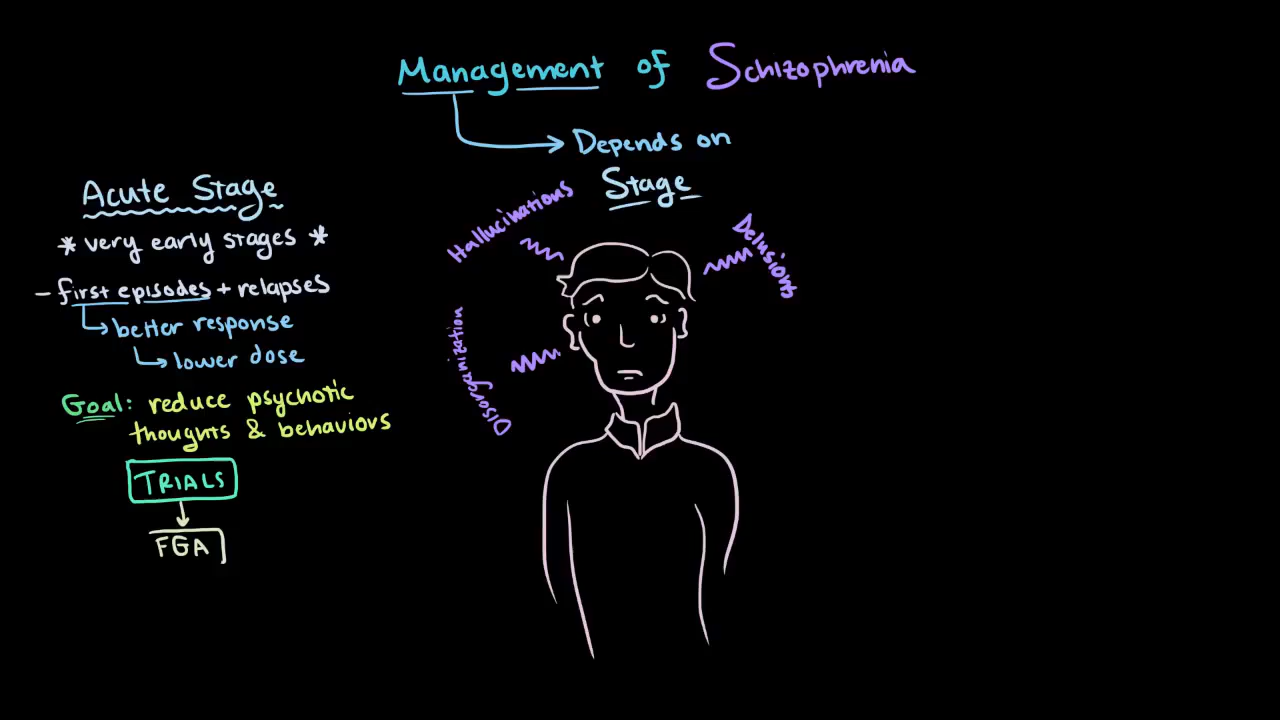 Management of Schizophrenia
Depends on
Stage
Acute Stage
* very early stages *
- first episodes + relapses
better response
lower dose
Goal: reduce psychotic
thoughts & behaviors
TRIALS
FGA
Hallucinations
Delusions
Disorganization